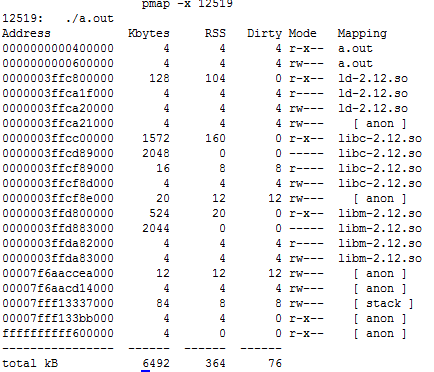 pmap -x 12519
12519:   ./a.out
Address           Kbytes     RSS   Dirty Mode   Mapping
0000000000400000       4       4       4 r-x--  a.out
0000000000600000       4       4       4 rw---  a.out
0000003ffc800000     128     104       0 r-x--  ld-2.12.so
0000003ffca1f000       4       4       4 r----  ld-2.12.so
0000003ffca20000       4       4       4 rw---  ld-2.12.so
0000003ffca21000       4       4       4 rw---    [ anon ]
0000003ffcc00000    1572     160       0 r-x--  libc-2.12.so
0000003ffcd89000    2048       0       0 -----  libc-2.12.so
0000003ffcf89000      16       8       8 r----  libc-2.12.so
0000003ffcf8d000       4       4       4 rw---  libc-2.12.so
0000003ffcf8e000      20      12      12 rw---    [ anon ]
0000003ffd800000     524      20       0 r-x--  libm-2.12.so
0000003ffd883000    2044       0       0 -----  libm-2.12.so
0000003ffda82000       4       4       4 r----  libm-2.12.so
0000003ffda83000       4       4       4 rw---  libm-2.12.so
00007f6aaccea000      12      12      12 rw---    [ anon ]
00007f6aacd14000       4       4       4 rw---    [ anon ]
00007fff13337000      84       8       8 rw---    [ stack ]
00007fff133bb000       4       4       0 r-x--    [ anon ]
ffffffffff600000       4       0       0 r-x--    [ anon ]
----------------  ------  ------  ------
total kB            6492     364      76